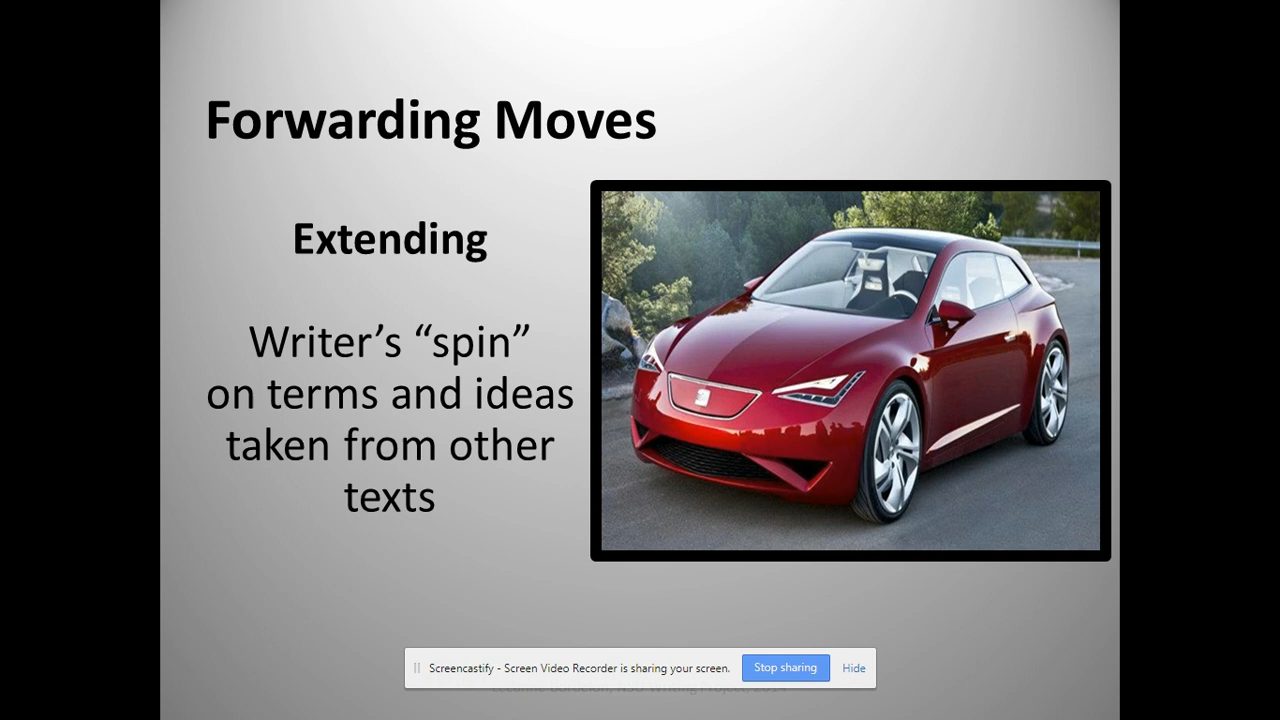 Forwarding Moves
Extending
Writer’s “spin”
on terms and ideas
taken from other
texts
Screencastify - Screen Video Recorder is sharing your screen.
Stop sharing
Hide